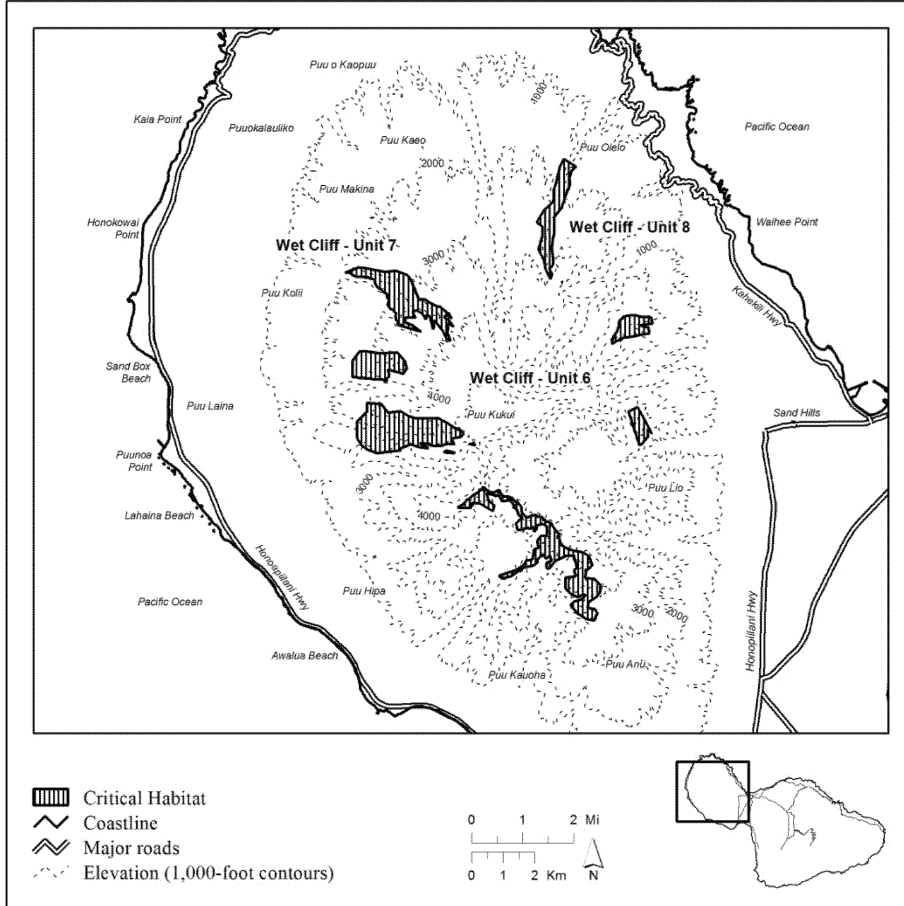 Puu o Kaopuu
1600
Kaia Point
Puuokalauliko
Pacific Ocean
Puu Kaeo
Puu Olelo
2000
Puu Makina
Honokowai
Point
Wet Cliff - Unit 8
Waihee Point
Wet Cliff - Unit 7
1000
3000
Puu Kolii
Kahekili Hwy
Sand Box
Beach
Wet Cliff - Unit 6
4000
Puu Laina
Puu Kukui
Sand Hills
Puunoa
Point
3000
Puu Lio
Lahaina Beach
4000
Honoapiilani Hwy
Puu Hipa
Pacific Ocean
3000
2000
Honopiilani Hwy
Awalua Beach
Puu Anu
Puu Kauoha
Critical Habitat
Coastline
Major roads
Elevation (1,000-foot contours)
0 1 2 Mi
0 1 2 Km
N